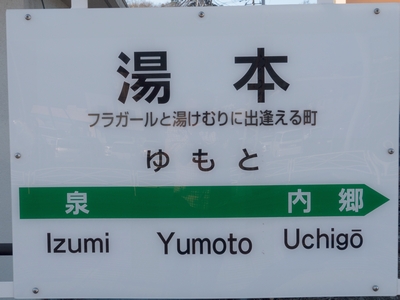 湯本
フラガールと湯けむりに出逢える町
ゆもと
泉 内郷
Izumi Yumoto Uchigō